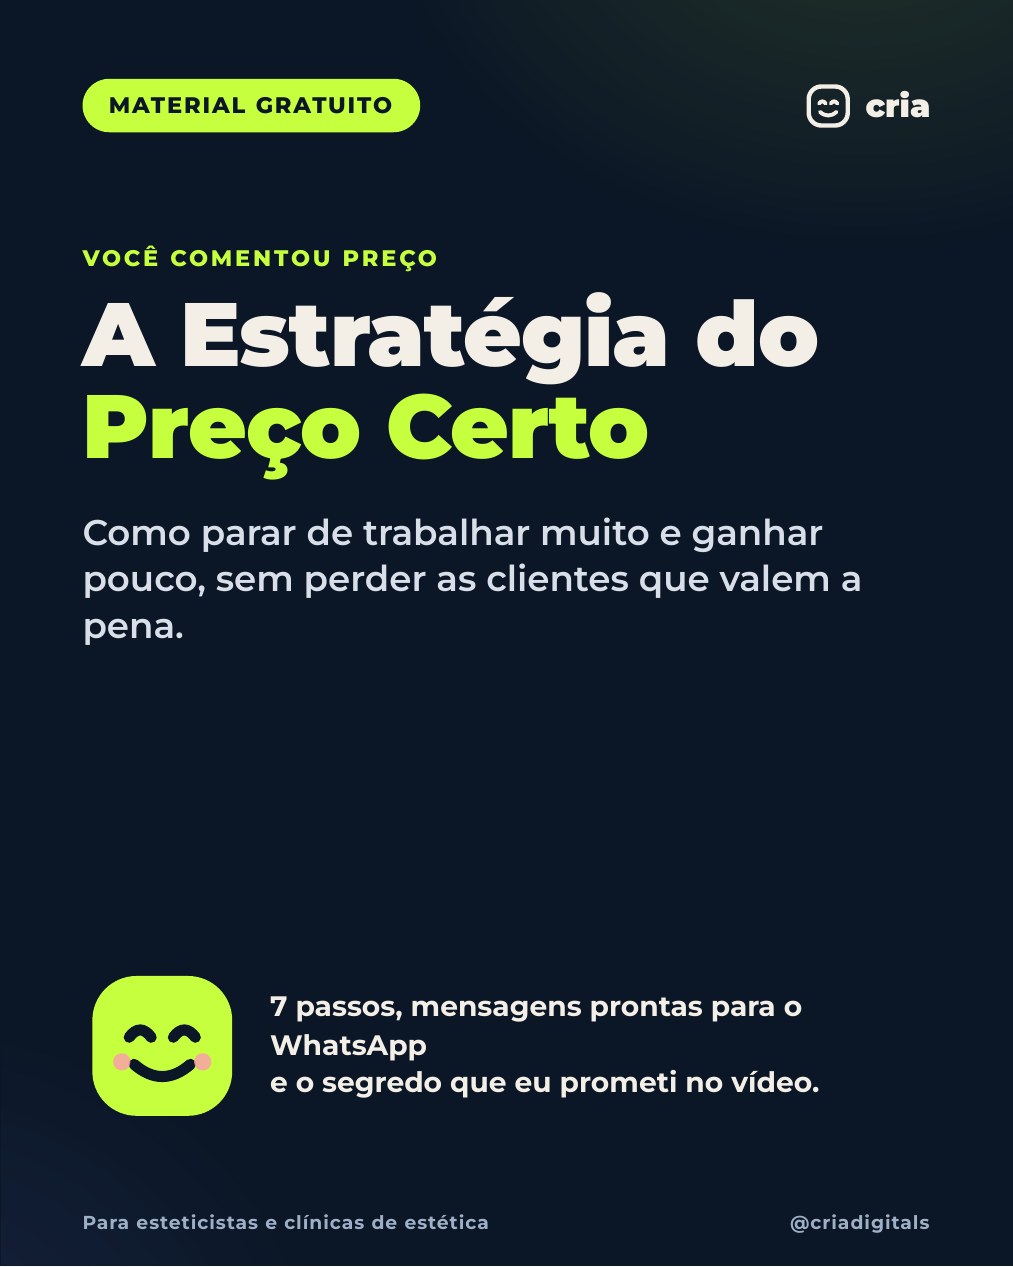 MATERIAL GRATUITO
cria
VOCÊ COMENTOU PREÇO
A Estratégia do
Preço Certo
Como parar de trabalhar muito e ganhar
pouco, sem perder as clientes que valem a
pena.
7 passos, mensagens prontas para o
WhatsApp
e o segredo que eu prometi no vídeo.
Para esteticistas e clínicas de estética
@criadigitals